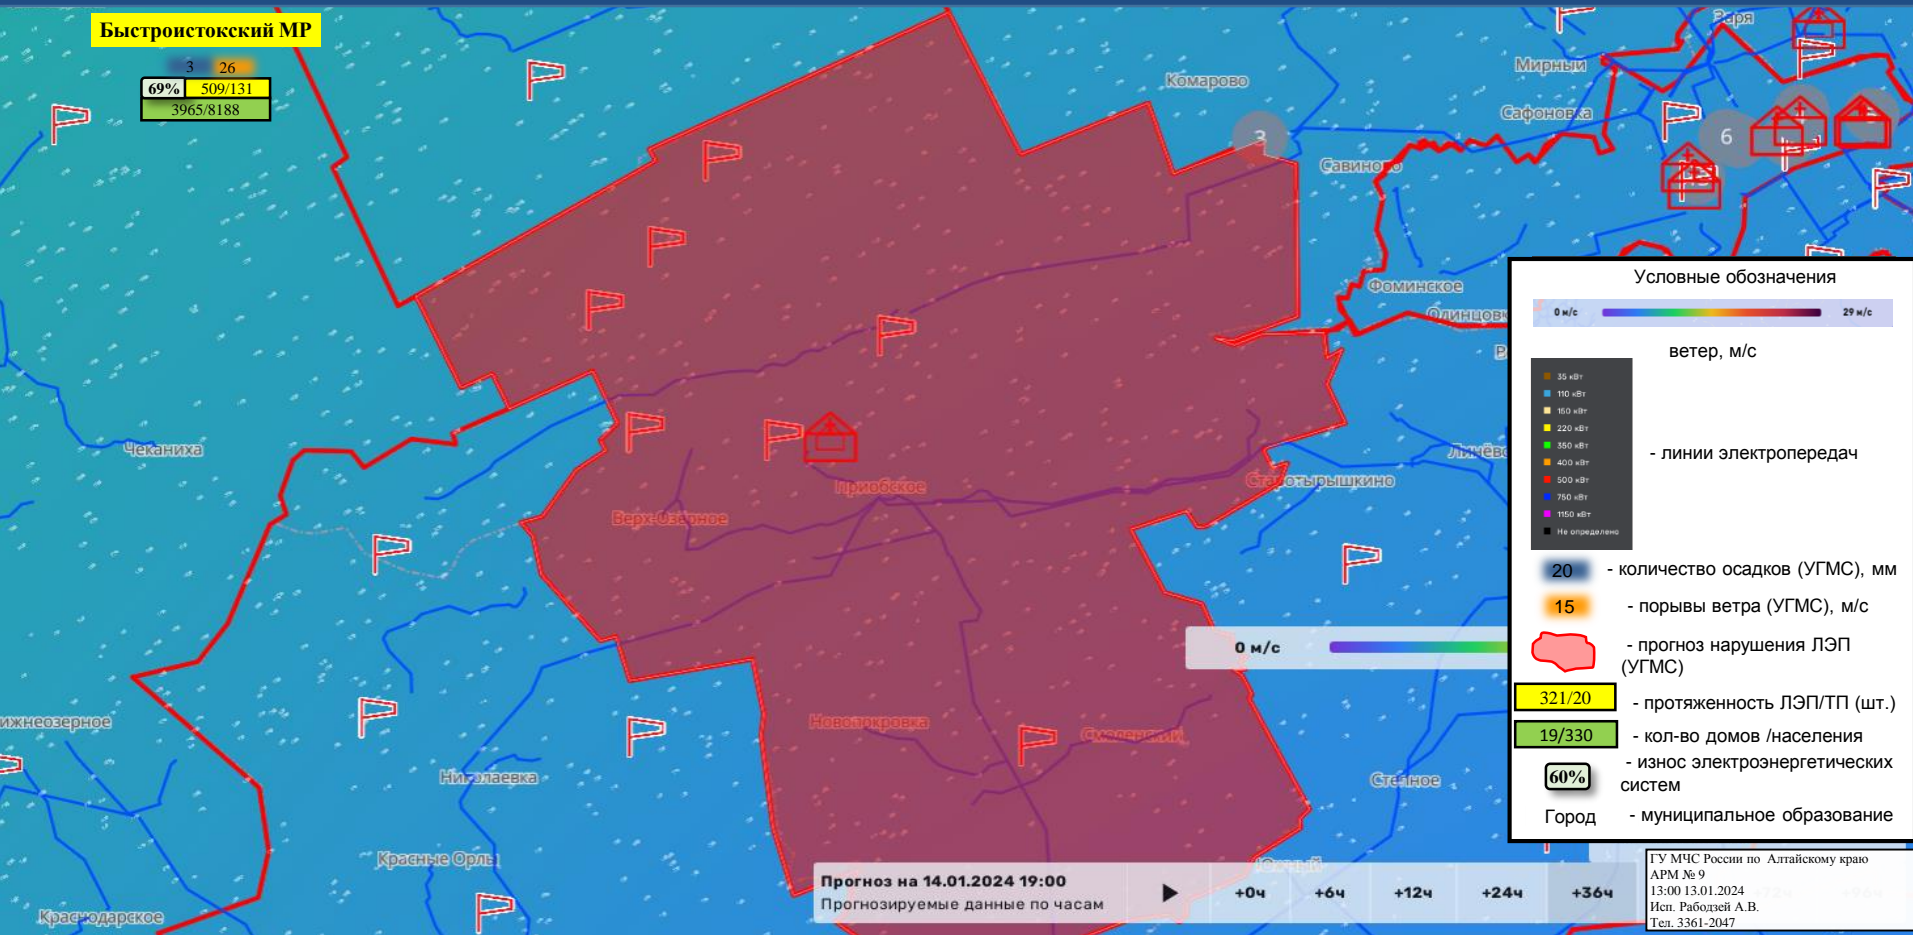 Быстроистокский МР
3 26
69% 509/131
3965/8188
Заря
Мирный
Комарово
Сафоновка
3
6
Савиново
Фоминское
Чеканиха
Приобское
Верх-Озерное
Старотырышкино
Новопокровка
Смоленский
Николаевка
Степное
Красные Орлы
Южный
Краснодарское
0 м/с
Условные обозначения
0 м/с 29 м/с
ветер, м/с
35 кВт
110 кВт
150 кВт
220 кВт
350 кВт
400 кВт
500 кВт
750 кВт
1150 кВт
Не определено
- линии электропередач
20 - количество осадков (УГМС), мм
15 - порывы ветра (УГМС), м/с
- прогноз нарушения ЛЭП
(УГМС)
321/20 - протяженность ЛЭП/ТП (шт.)
19/330 - кол-во домов /населения
60% - износ электроэнергетических
систем
Город - муниципальное образование
Прогноз на 14.01.2024 19:00
Прогнозируемые данные по часам
+0ч +6ч +12ч +24ч +36ч
ГУ МЧС России по Алтайскому краю
АРМ № 9
13:00 13.01.2024
Исп. Рабодзей А.В.
Тел. 3361-2047